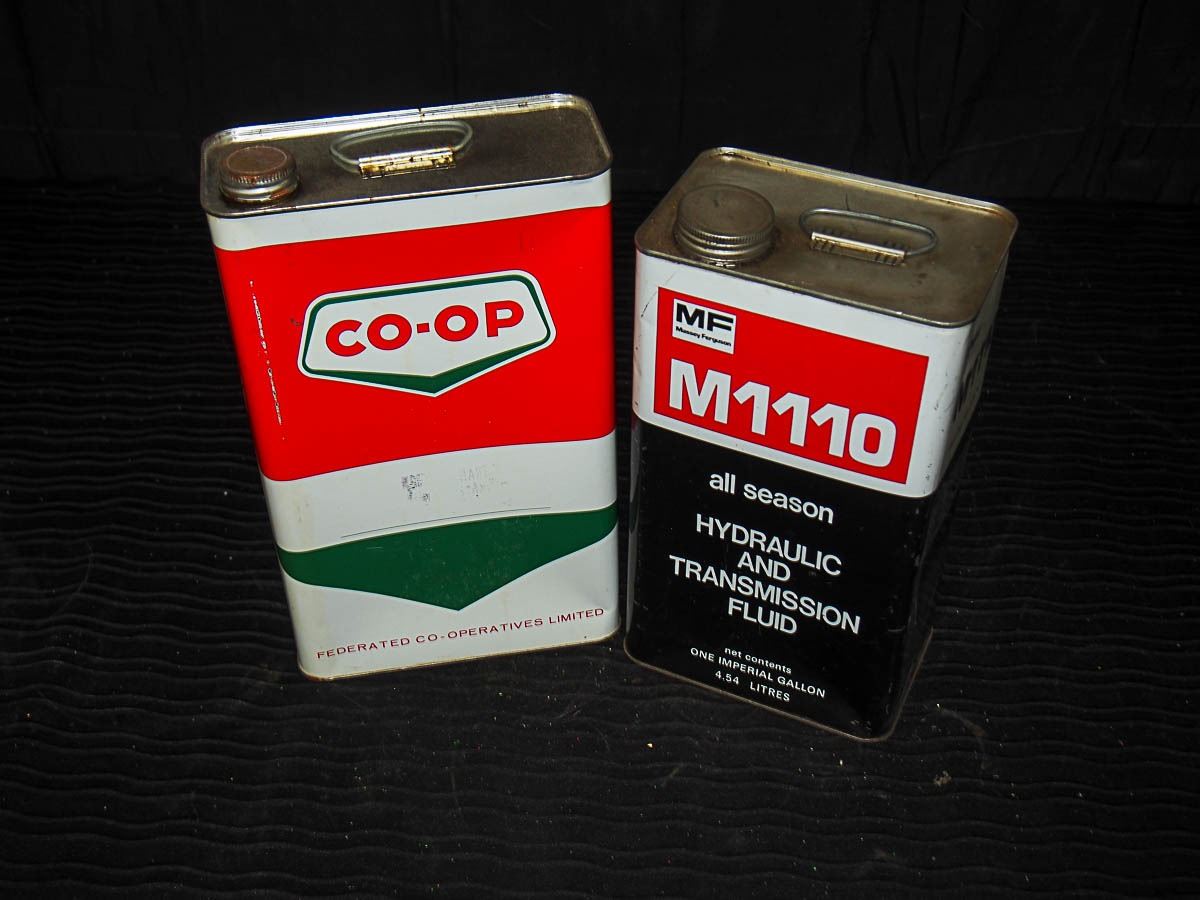 CO-OP
FEDERATED CO-OPERATIVES LIMITED
MF
Massey Ferguson
M1110
all season
HYDRAULIC
AND
TRANSMISSION
FLUID
net contents
ONE IMPERIAL GALLON
4.54 LITRES